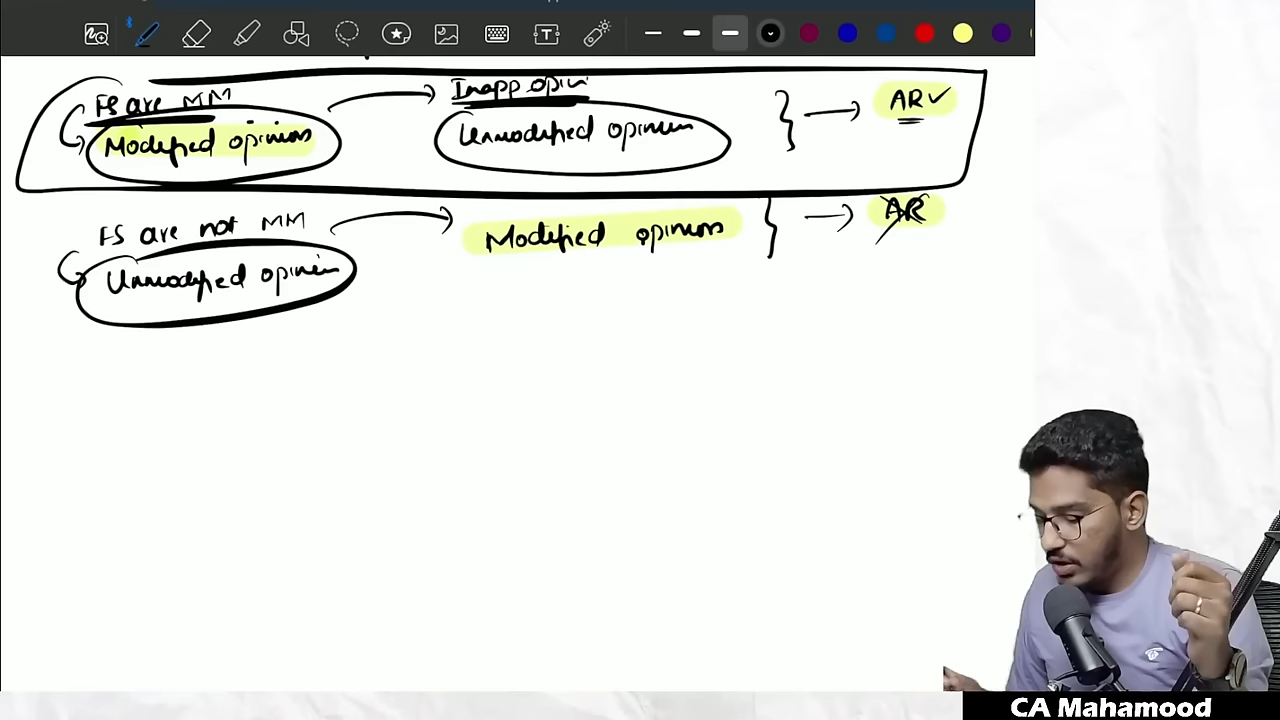 FS are MM
Inapp opin
AR ✓
Modified opinion
Unmodified opinion
FS are not MM
Modified opinion
AR
Unmodified opinion
T
CA Mahamood